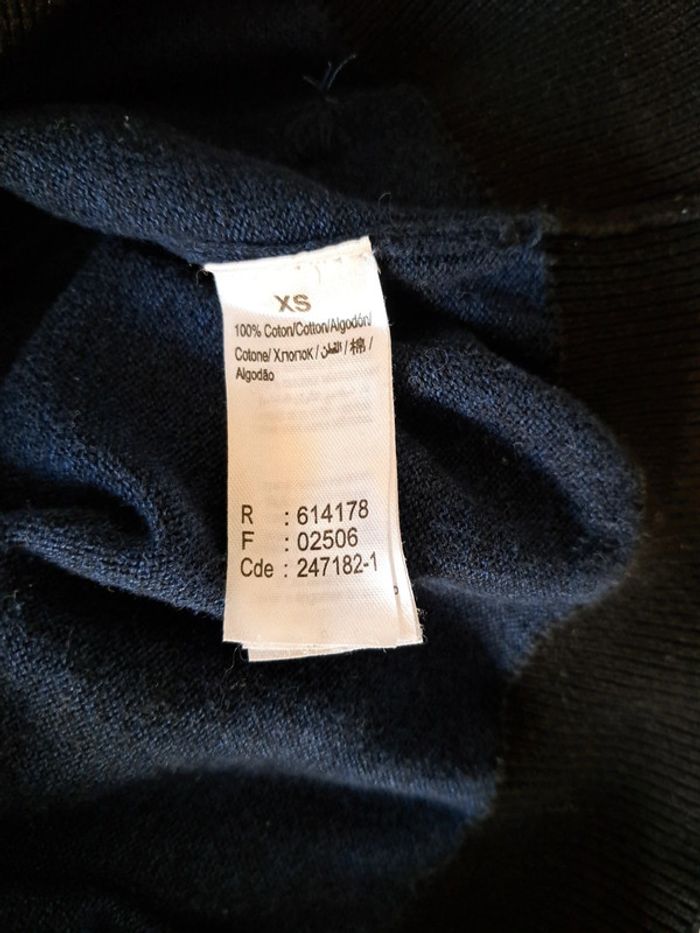 XS
100% Coton/Cotton/Algodón/
Cotone/ Хлопок / القطن / 棉 /
Algodão
R : 614178
F : 02506
Cde : 247182-1